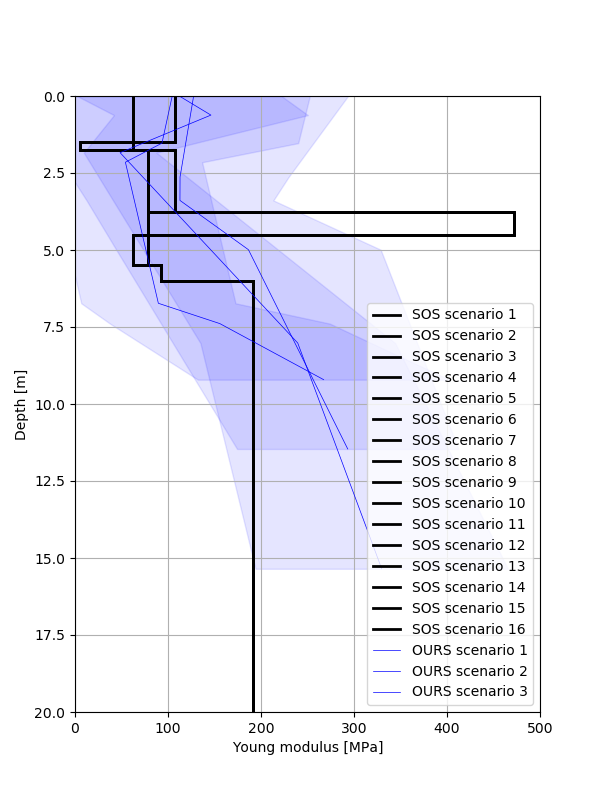 0.0
2.5
5.0
7.5
10.0
12.5
15.0
17.5
20.0
Depth [m]
0
100
200
300
400
500
Young modulus [MPa]
SOS scenario 1
SOS scenario 2
SOS scenario 3
SOS scenario 4
SOS scenario 5
SOS scenario 6
SOS scenario 7
SOS scenario 8
SOS scenario 9
SOS scenario 10
SOS scenario 11
SOS scenario 12
SOS scenario 13
SOS scenario 14
SOS scenario 15
SOS scenario 16
OURS scenario 1
OURS scenario 2
OURS scenario 3